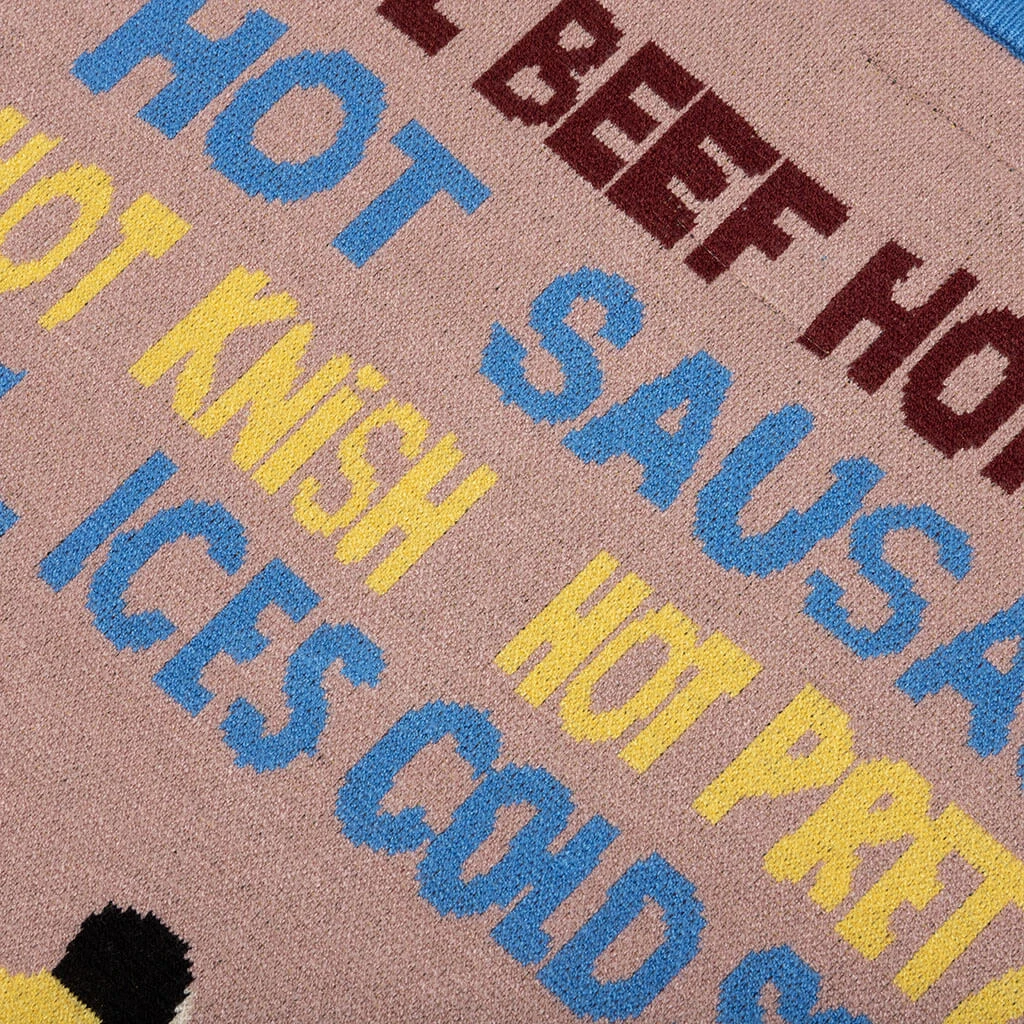 BEEF HO
HOT SAUSA
HOT KNISH HOT PRET
ICES COLD S